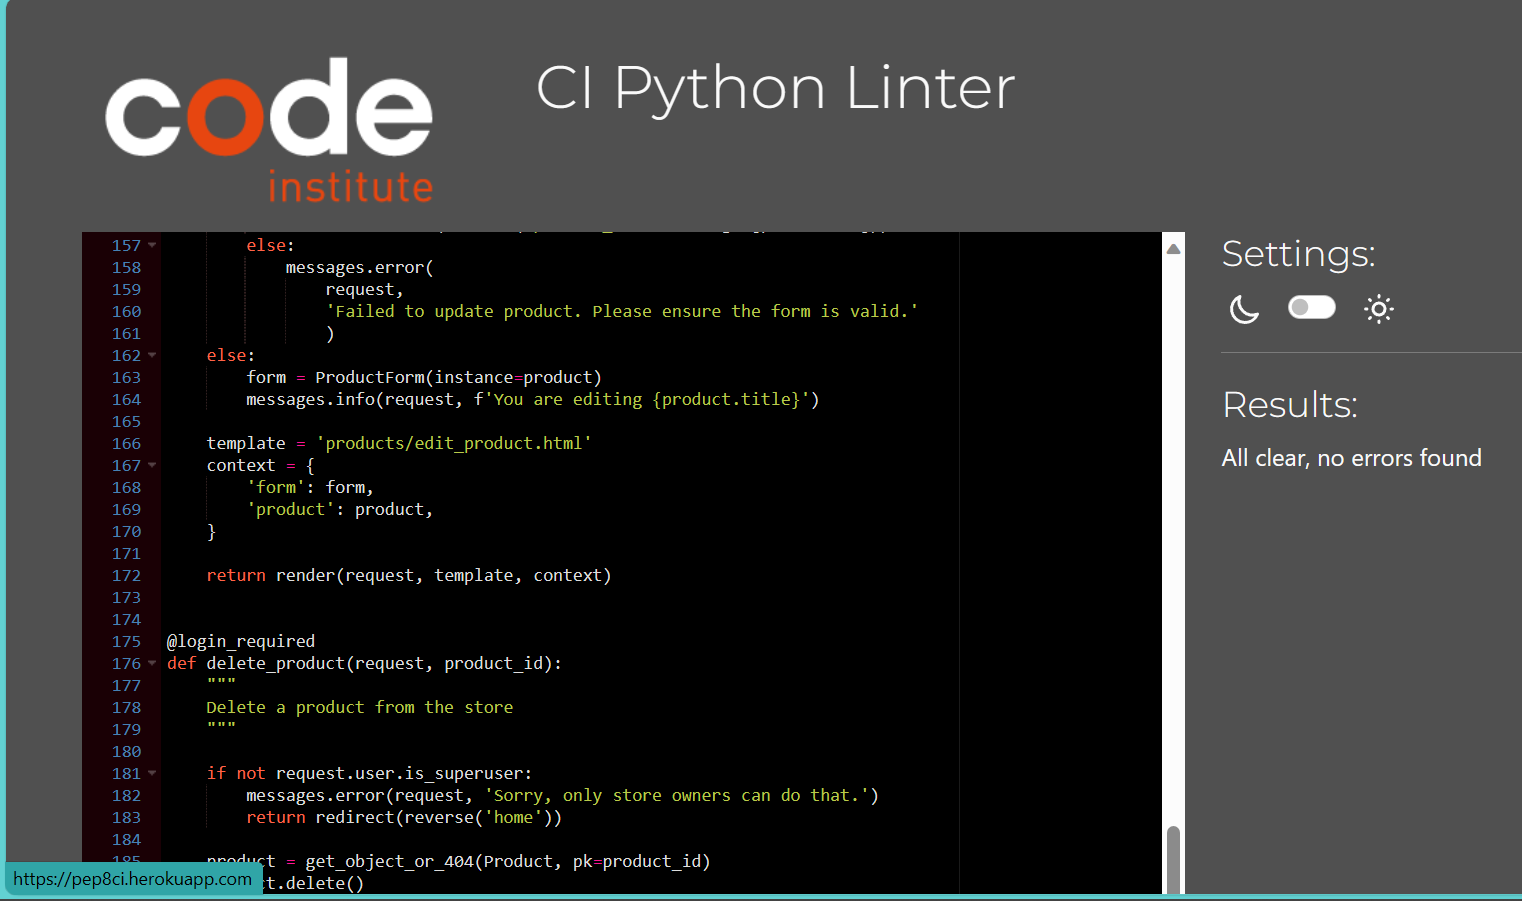 code
institute
CI Python Linter
157 else:
158 messages.error(
159 request,
160 'Failed to update product. Please ensure the form is valid.'
161 )
162 else:
163 form = ProductForm(instance=product)
164 messages.info(request, f'You are editing {product.title}')
165
166 template = 'products/edit_product.html'
167 context = {
168 'form': form,
169 'product': product,
170 }
171
172 return render(request, template, context)
173
174
175 @login_required
176 def delete_product(request, product_id):
177 """
178 Delete a product from the store
179 """
180
181 if not request.user.is_superuser:
182 messages.error(request, 'Sorry, only store owners can do that.')
183 return redirect(reverse('home'))
184
185 product = get_object_or_404(Product, pk=product_id)
ct.delete()
https://pep8ci.herokuapp.com
Settings:
Results:
All clear, no errors found